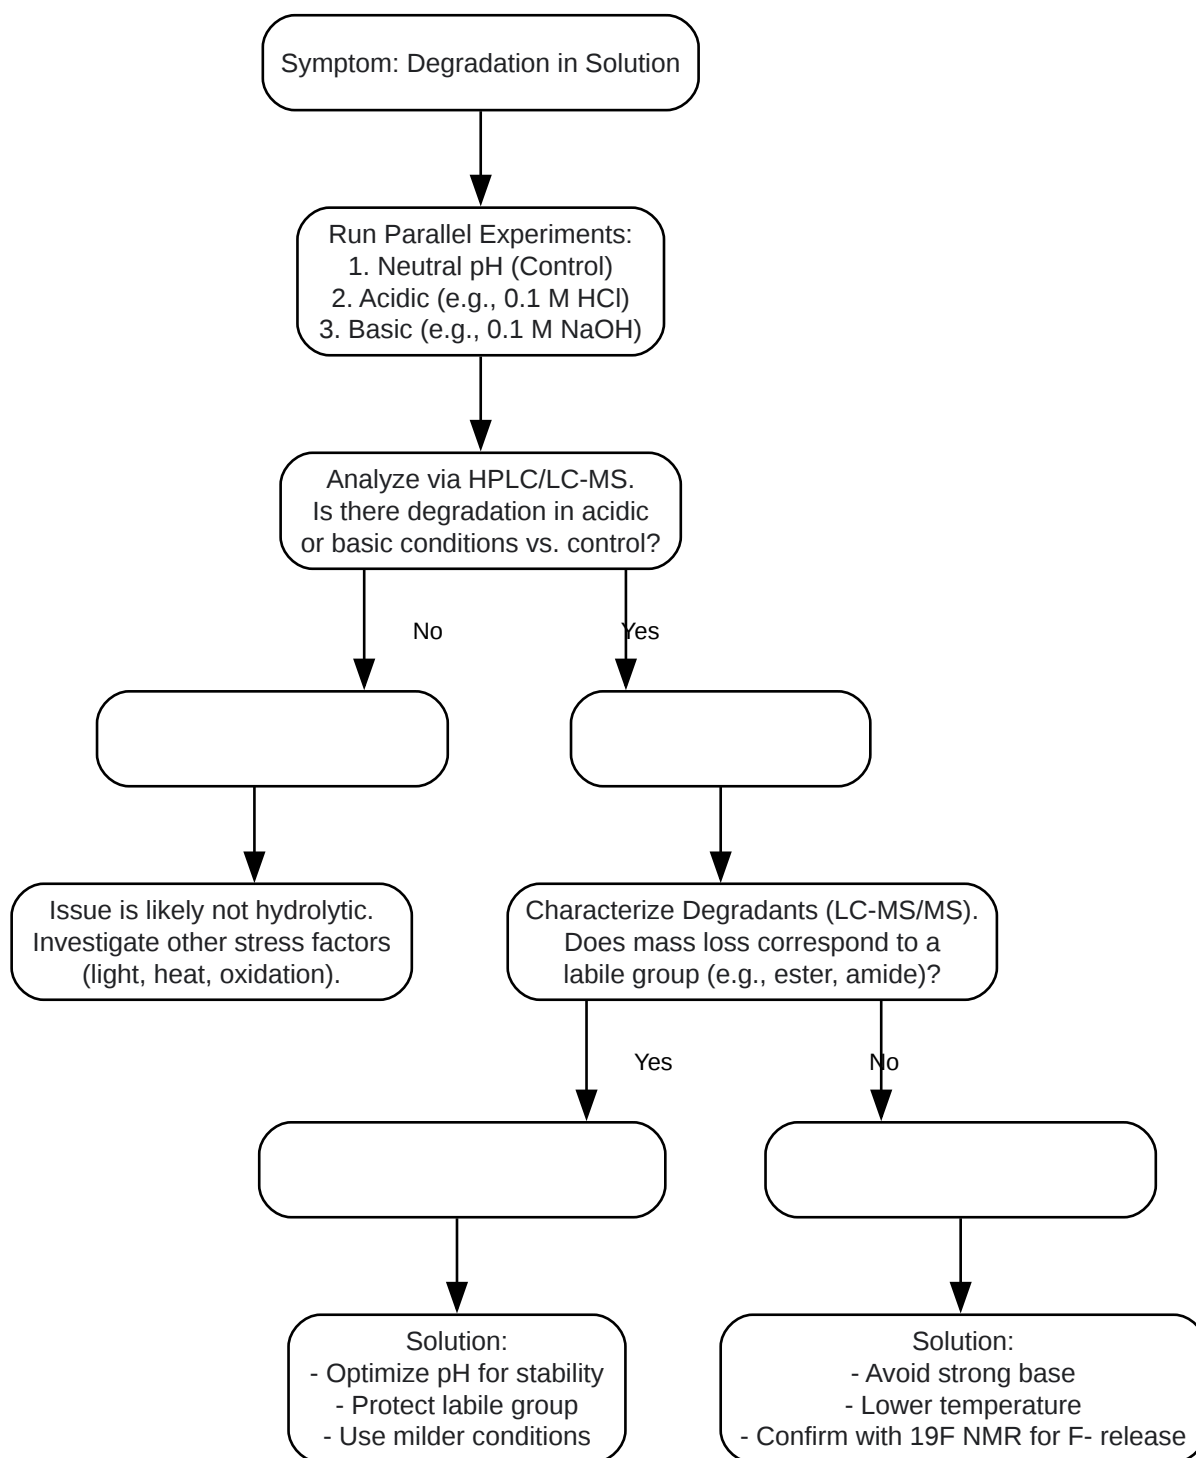 Symptom: Degradation in Solution
Run Parallel Experiments:
1. Neutral pH (Control)
2. Acidic (e.g., 0.1 M HCl)
3. Basic (e.g., 0.1 M NaOH)
Analyze via HPLC/LC-MS.
Is there degradation in acidic
or basic conditions vs. control?
No
Yes
Issue is likely not hydrolytic.
Investigate other stress factors
(light, heat, oxidation).
Characterize Degradants (LC-MS/MS).
Does mass loss correspond to a
labile group (e.g., ester, amide)?
Yes
No
Solution:
- Optimize pH for stability
- Protect labile group
- Use milder conditions
Solution:
- Avoid strong base
- Lower temperature
- Confirm with 19F NMR for F- release